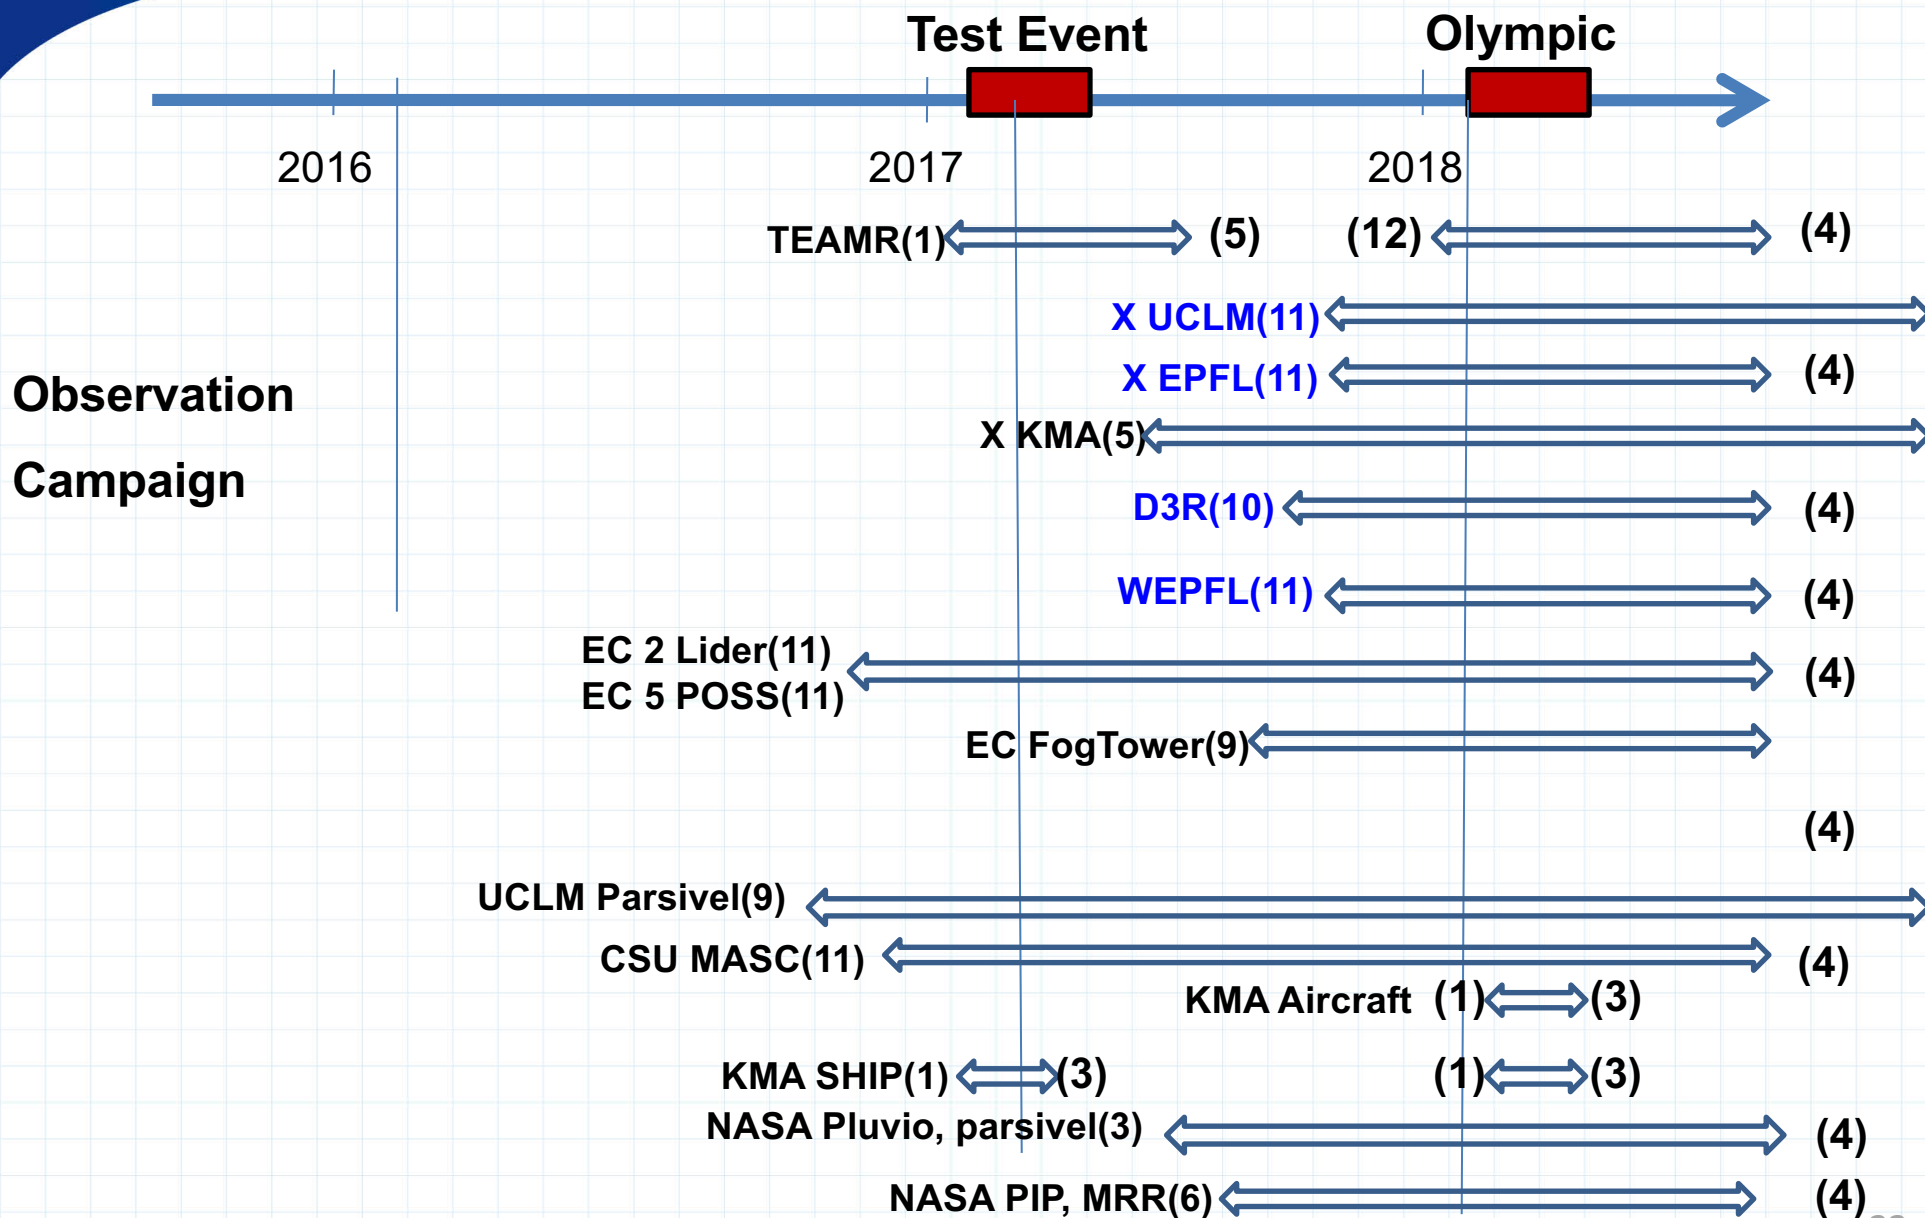 Test Event Olympic
2016 2017 2018
TEAMR(1) (5) (12) (4)
X UCLM(11)
X EPFL(11) (4)
Observation
X KMA(5)
Campaign
D3R(10) (4)
WEPFL(11) (4)
EC 2 Lider(11)
EC 5 POSS(11) (4)
EC FogTower(9)
(4)
UCLM Parsivel(9)
CSU MASC(11) (4)
KMA Aircraft (1) (3)
KMA SHIP(1) (3) (1) (3)
NASA Pluvio, parsivel(3) (4)
NASA PIP, MRR(6) (4)